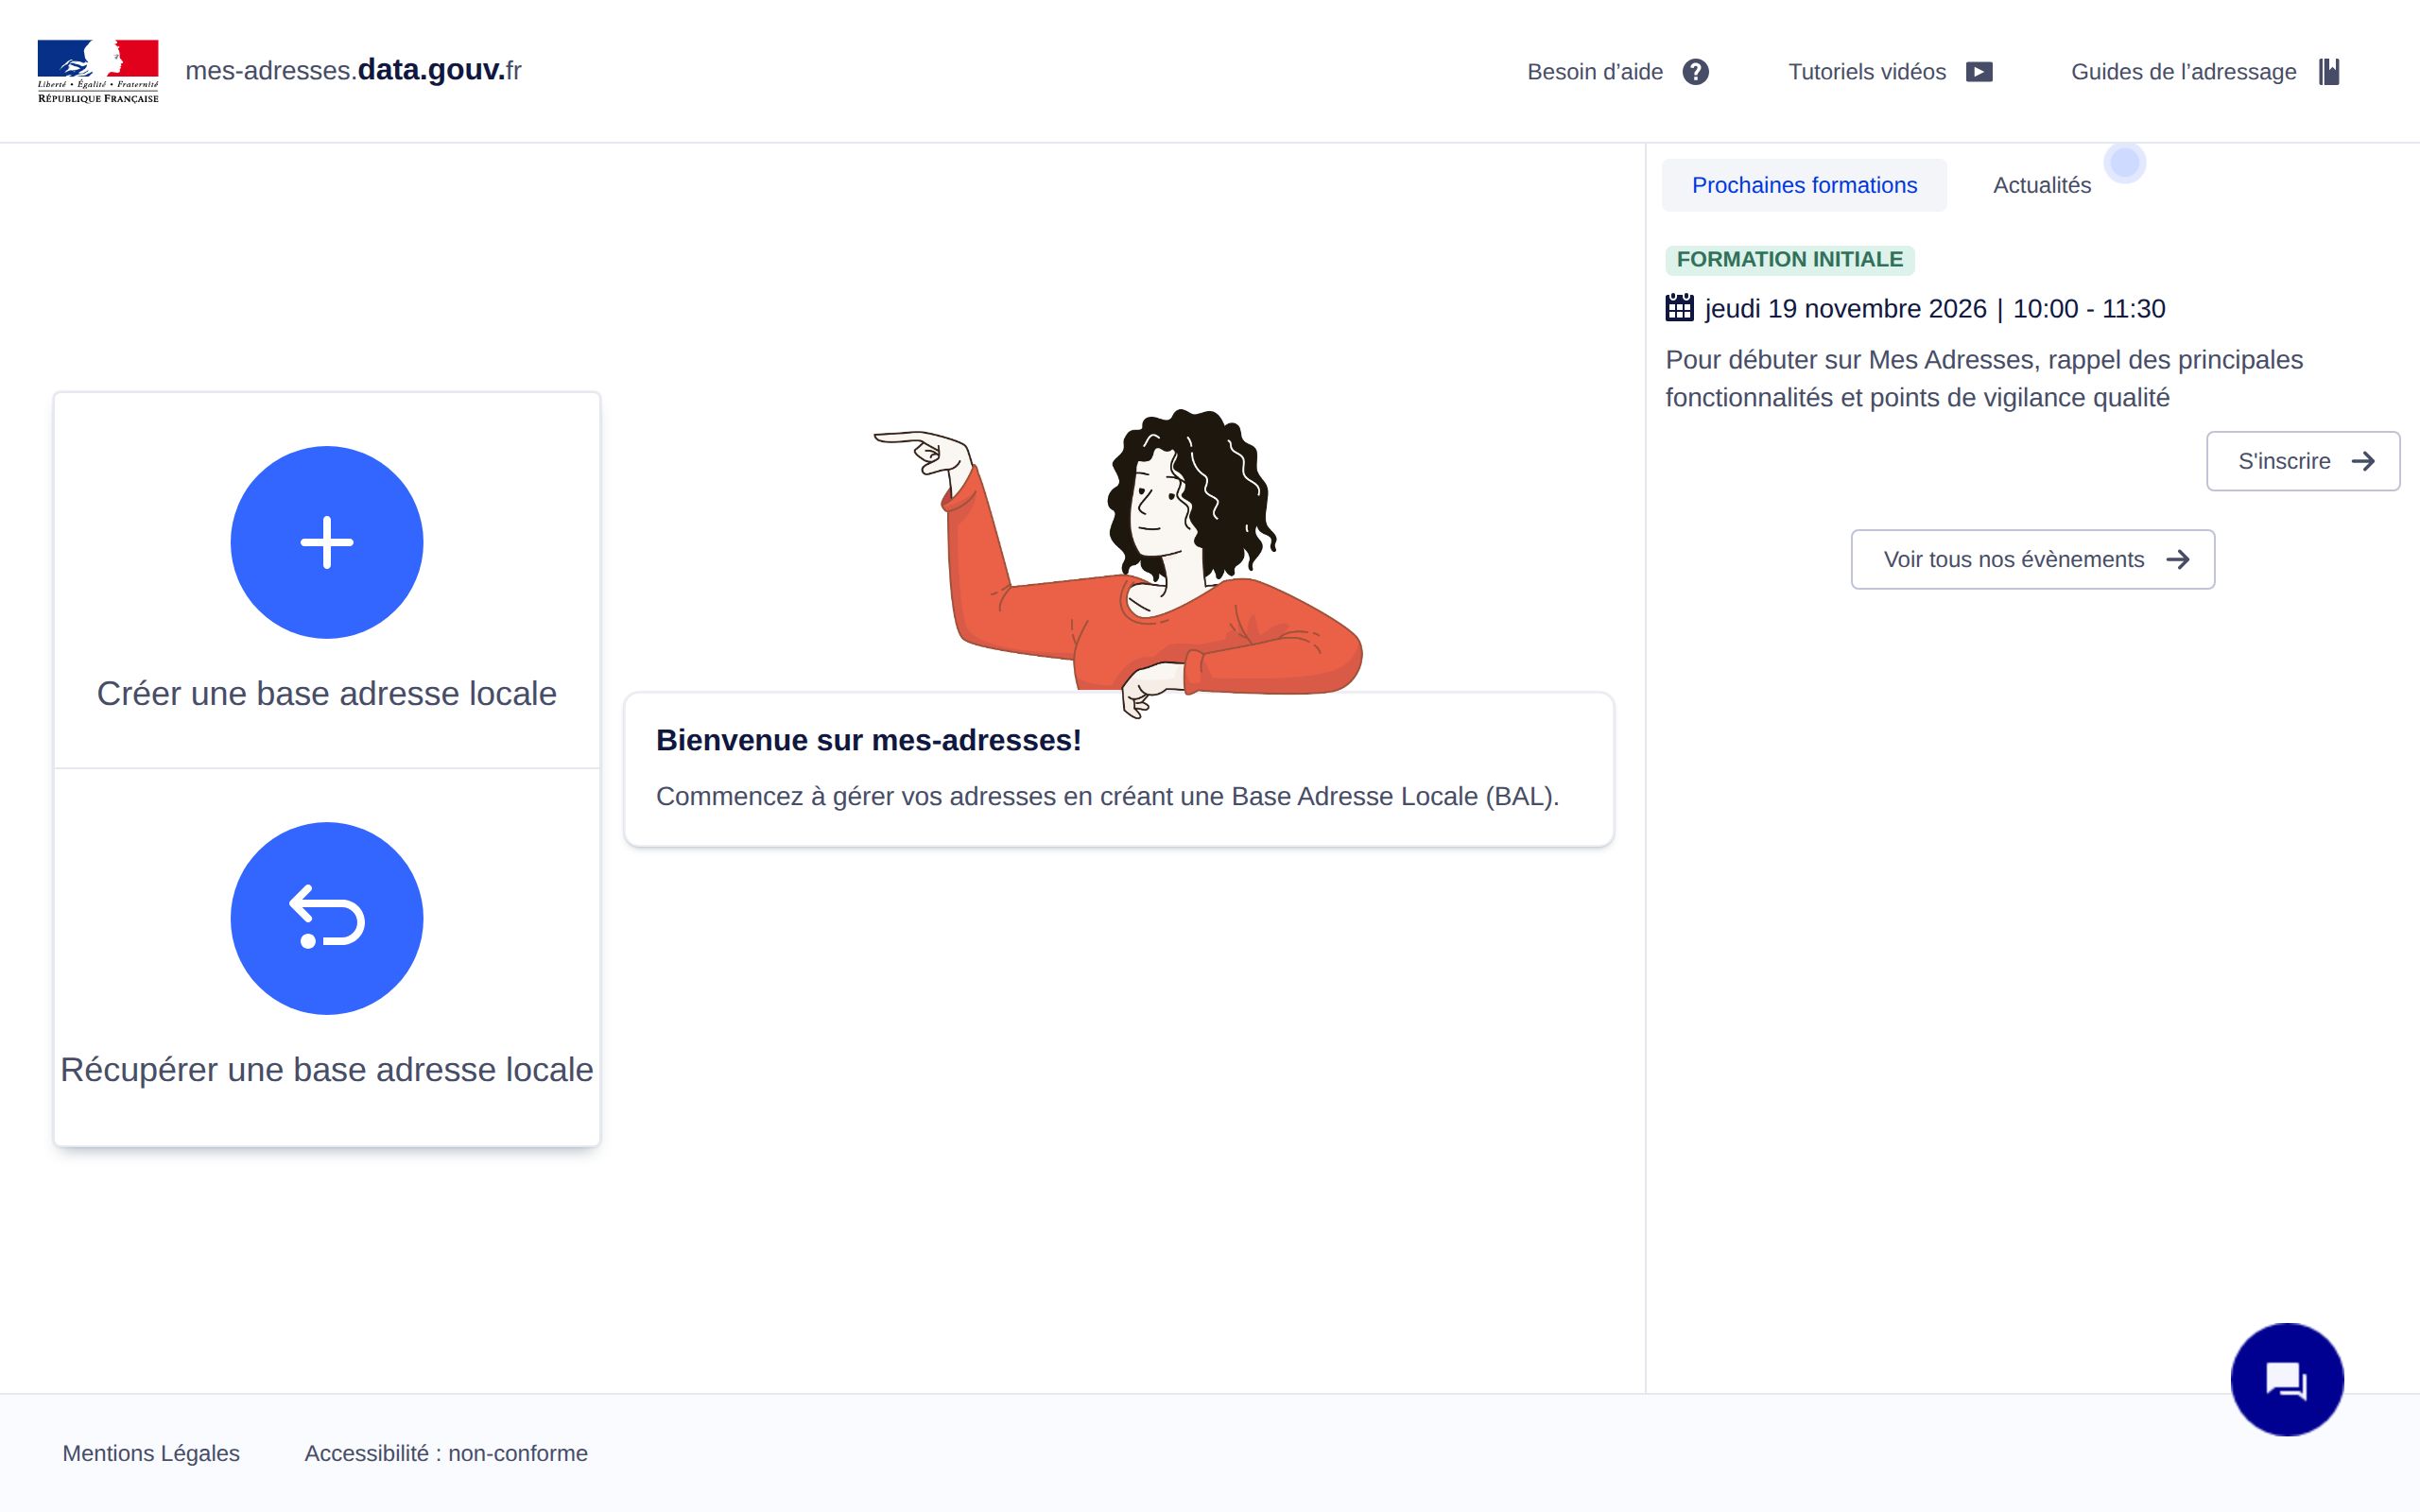 Liberté • Égalité • Fraternité
RÉPUBLIQUE FRANÇAISE
mes-adresses.data.gouv.fr
Besoin d’aide
Tutoriels vidéos
Guides de l’adressage
Créer une base adresse locale
Récupérer une base adresse locale
Bienvenue sur mes-adresses!
Commencez à gérer vos adresses en créant une Base Adresse Locale (BAL).
Prochaines formations
Actualités
FORMATION INITIALE
jeudi 19 novembre 2026 | 10:00 - 11:30
Pour débuter sur Mes Adresses, rappel des principales
fonctionnalités et points de vigilance qualité
S'inscrire
Voir tous nos évènements
Mentions Légales
Accessibilité : non-conforme